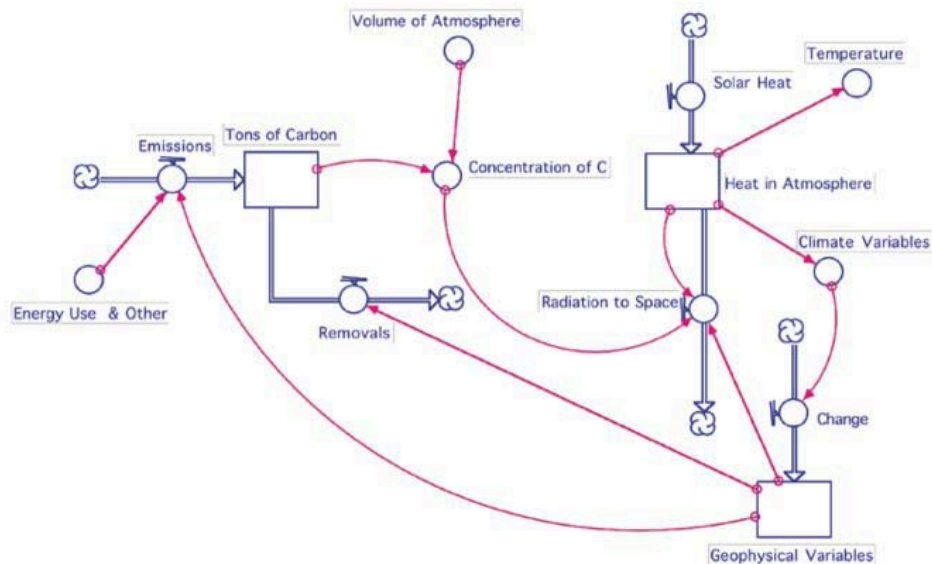 Volume of Atmosphere
Temperature
Solar Heat
Emissions
Tons of Carbon
Concentration of C
Heat in Atmosphere
Climate Variables
Energy Use & Other
Radiation to Space
Removals
Change
Geophysical Variables